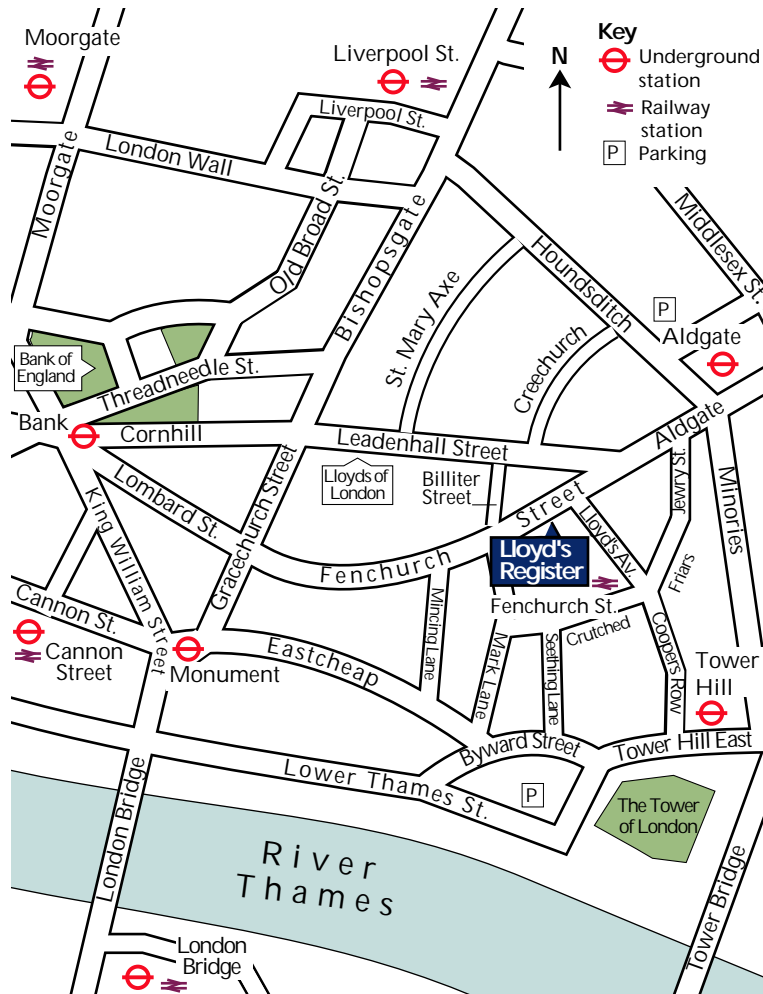 Moorgate
Liverpool St.
N
Key
Underground
station
Railway
station
P
Parking
Liverpool St.
Moorgate
London Wall
Old Broad St.
Bishopsgate
Houndsditch
Middlesex St.
St. Mary Axe
Creechurch
P
Aldgate
Bank of
England
Threadneedle St.
Bank
Cornhill
Leadenhall Street
Aldgate
Lloyds of
London
Billiter
Street
Lombard St.
King William Street
Gracechurch Street
Fenchurch Street
Lloyd's Av.
Jewry St.
Minories
Lloyd's
Register
Fenchurch St.
Friars
Crutched
Cannon St.
Cannon
Street
Monument
Eastcheap
Mincing Lane
Mark Lane
Seething Lane
Coopers Row
Tower
Hill
Byward Street
Tower Hill East
Lower Thames St.
P
The Tower
of London
London Bridge
River
Thames
Tower Bridge
London
Bridge